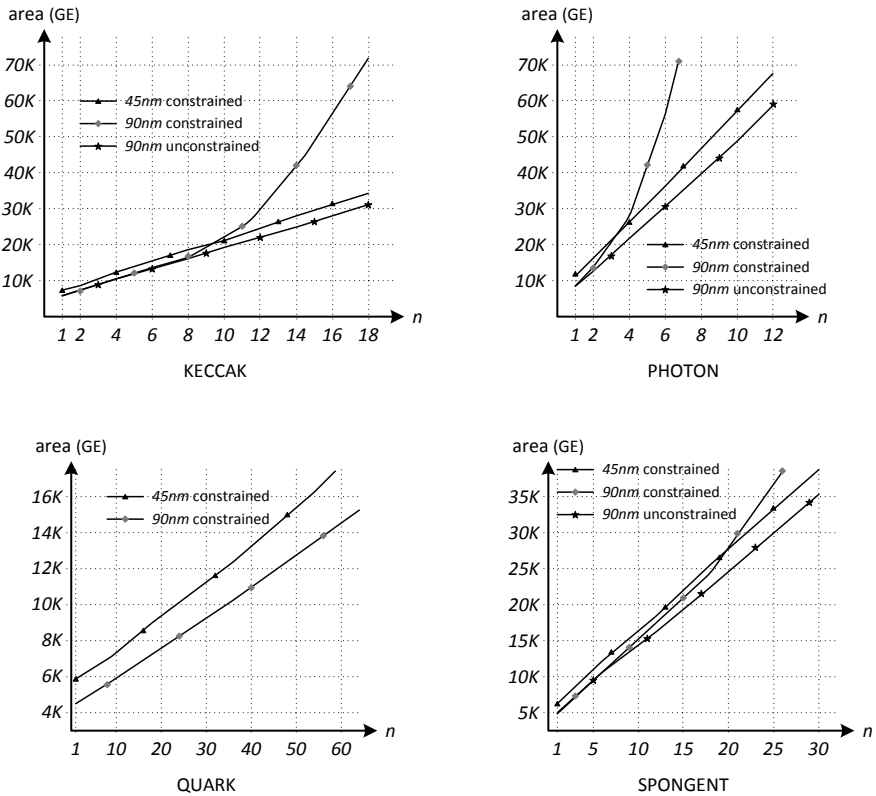 area (GE)
70K
60K
50K
40K
30K
20K
10K
45nm constrained
90nm constrained
90nm unconstrained
n
1 2 4 6 8 10 12 14 16 18
KECCAK
area (GE)
70K
60K
50K
40K
30K
20K
10K
45nm constrained
90nm constrained
90nm unconstrained
n
1 2 4 6 8 10 12
PHOTON
area (GE)
16K
14K
12K
10K
8K
6K
4K
45nm constrained
90nm constrained
n
1 10 20 30 40 50 60
QUARK
area (GE)
45nm constrained
90nm constrained
90nm unconstrained
35K
30K
25K
20K
15K
10K
5K
n
1 5 10 15 20 25 30
SPONGENT